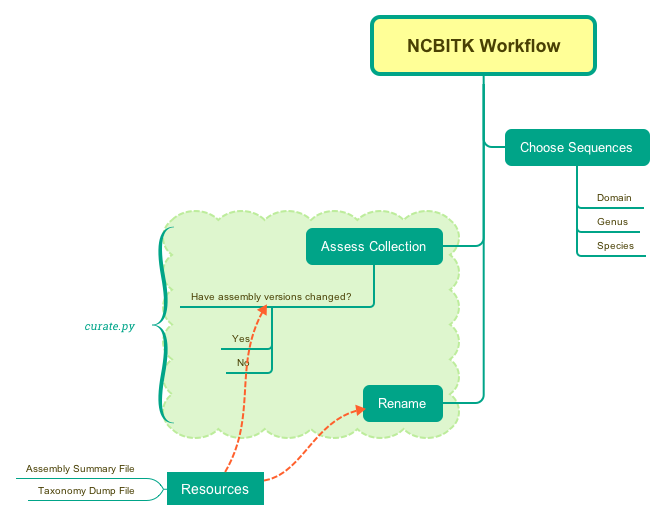 NCBITK Workflow
Choose Sequences
Domain
Genus
Species
Assess Collection
Have assembly versions changed?
curate.py
Yes
No
Rename
Assembly Summary File
Taxonomy Dump File
Resources